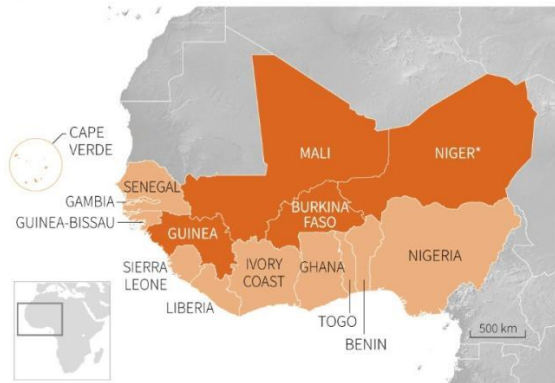 CAPE
VERDE
MALI
NIGER*
SENEGAL
GAMBIA
GUINEA-BISSAU
BURKINA
FASO
GUINEA
NIGERIA
SIERRA
LEONE
IVORY
COAST
GHANA
LIBERIA
TOGO
BENIN
500 km